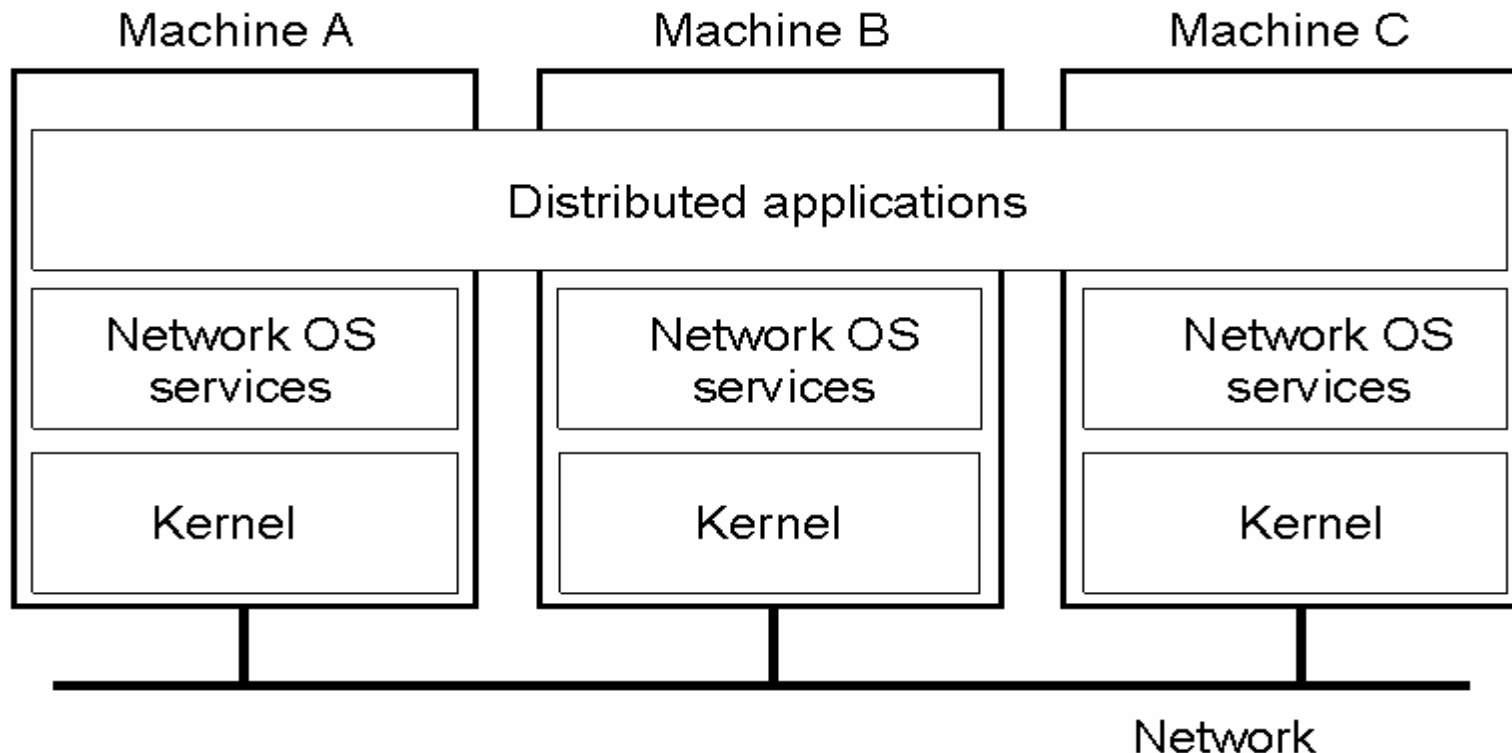 Machine A
Machine B
Machine C
Distributed applications
Network OS
services
Network OS
services
Network OS
services
Kernel
Kernel
Kernel
Network